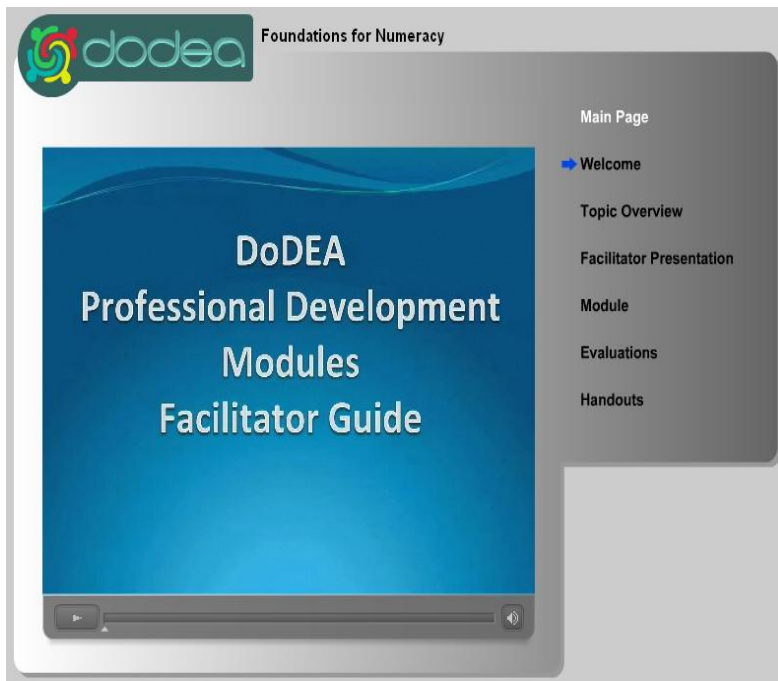 dodea
Foundations for Numeracy
Main Page
Welcome
Topic Overview
Facilitator Presentation
Module
Evaluations
Handouts
DoDEA
Professional Development
Modules
Facilitator Guide